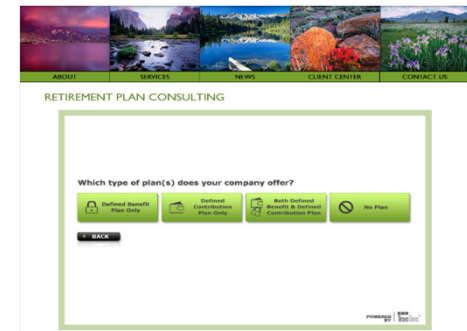 ABOUT SERVICES NEWS CLIENT CENTER CONTACT US
RETIREMENT PLAN CONSULTING
Which type of plan(s) does your company offer?
Defined Benefit
Plan Only
Defined
Contribution
Plan Only
Both Defined
Benefit & Defined
Contribution Plan
No Plan
BACK
POWERED
BY